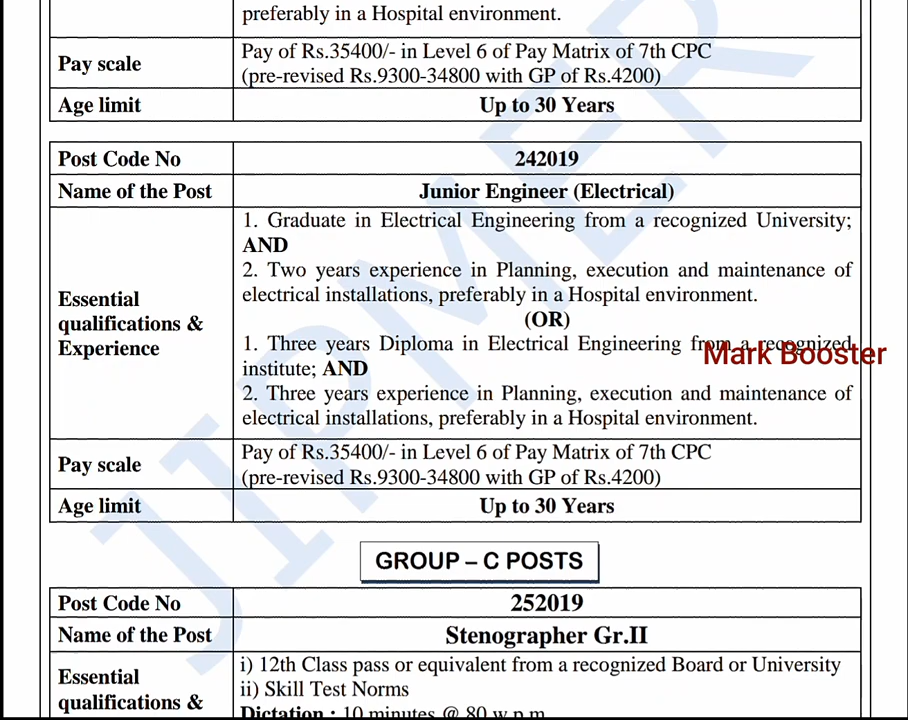 preferably in a Hospital environment.
Pay scale
Pay of Rs.35400/- in Level 6 of Pay Matrix of 7th CPC
(pre-revised Rs.9300-34800 with GP of Rs.4200)
Age limit
Up to 30 Years
Post Code No
242019
Name of the Post
Junior Engineer (Electrical)
Essential
qualifications &
Experience
1. Graduate in Electrical Engineering from a recognized University;
AND
2. Two years experience in Planning, execution and maintenance of
electrical installations, preferably in a Hospital environment.
(OR)
1. Three years Diploma in Electrical Engineering from a recognized
institute; AND
2. Three years experience in Planning, execution and maintenance of
electrical installations, preferably in a Hospital environment.
Mark Booster
Pay scale
Pay of Rs.35400/- in Level 6 of Pay Matrix of 7th CPC
(pre-revised Rs.9300-34800 with GP of Rs.4200)
Age limit
Up to 30 Years
GROUP – C POSTS
Post Code No
252019
Name of the Post
Stenographer Gr.II
Essential
qualifications &
i) 12th Class pass or equivalent from a recognized Board or University
ii) Skill Test Norms
Dictation : 10 minutes @ 80 w.p.m
JIPMER